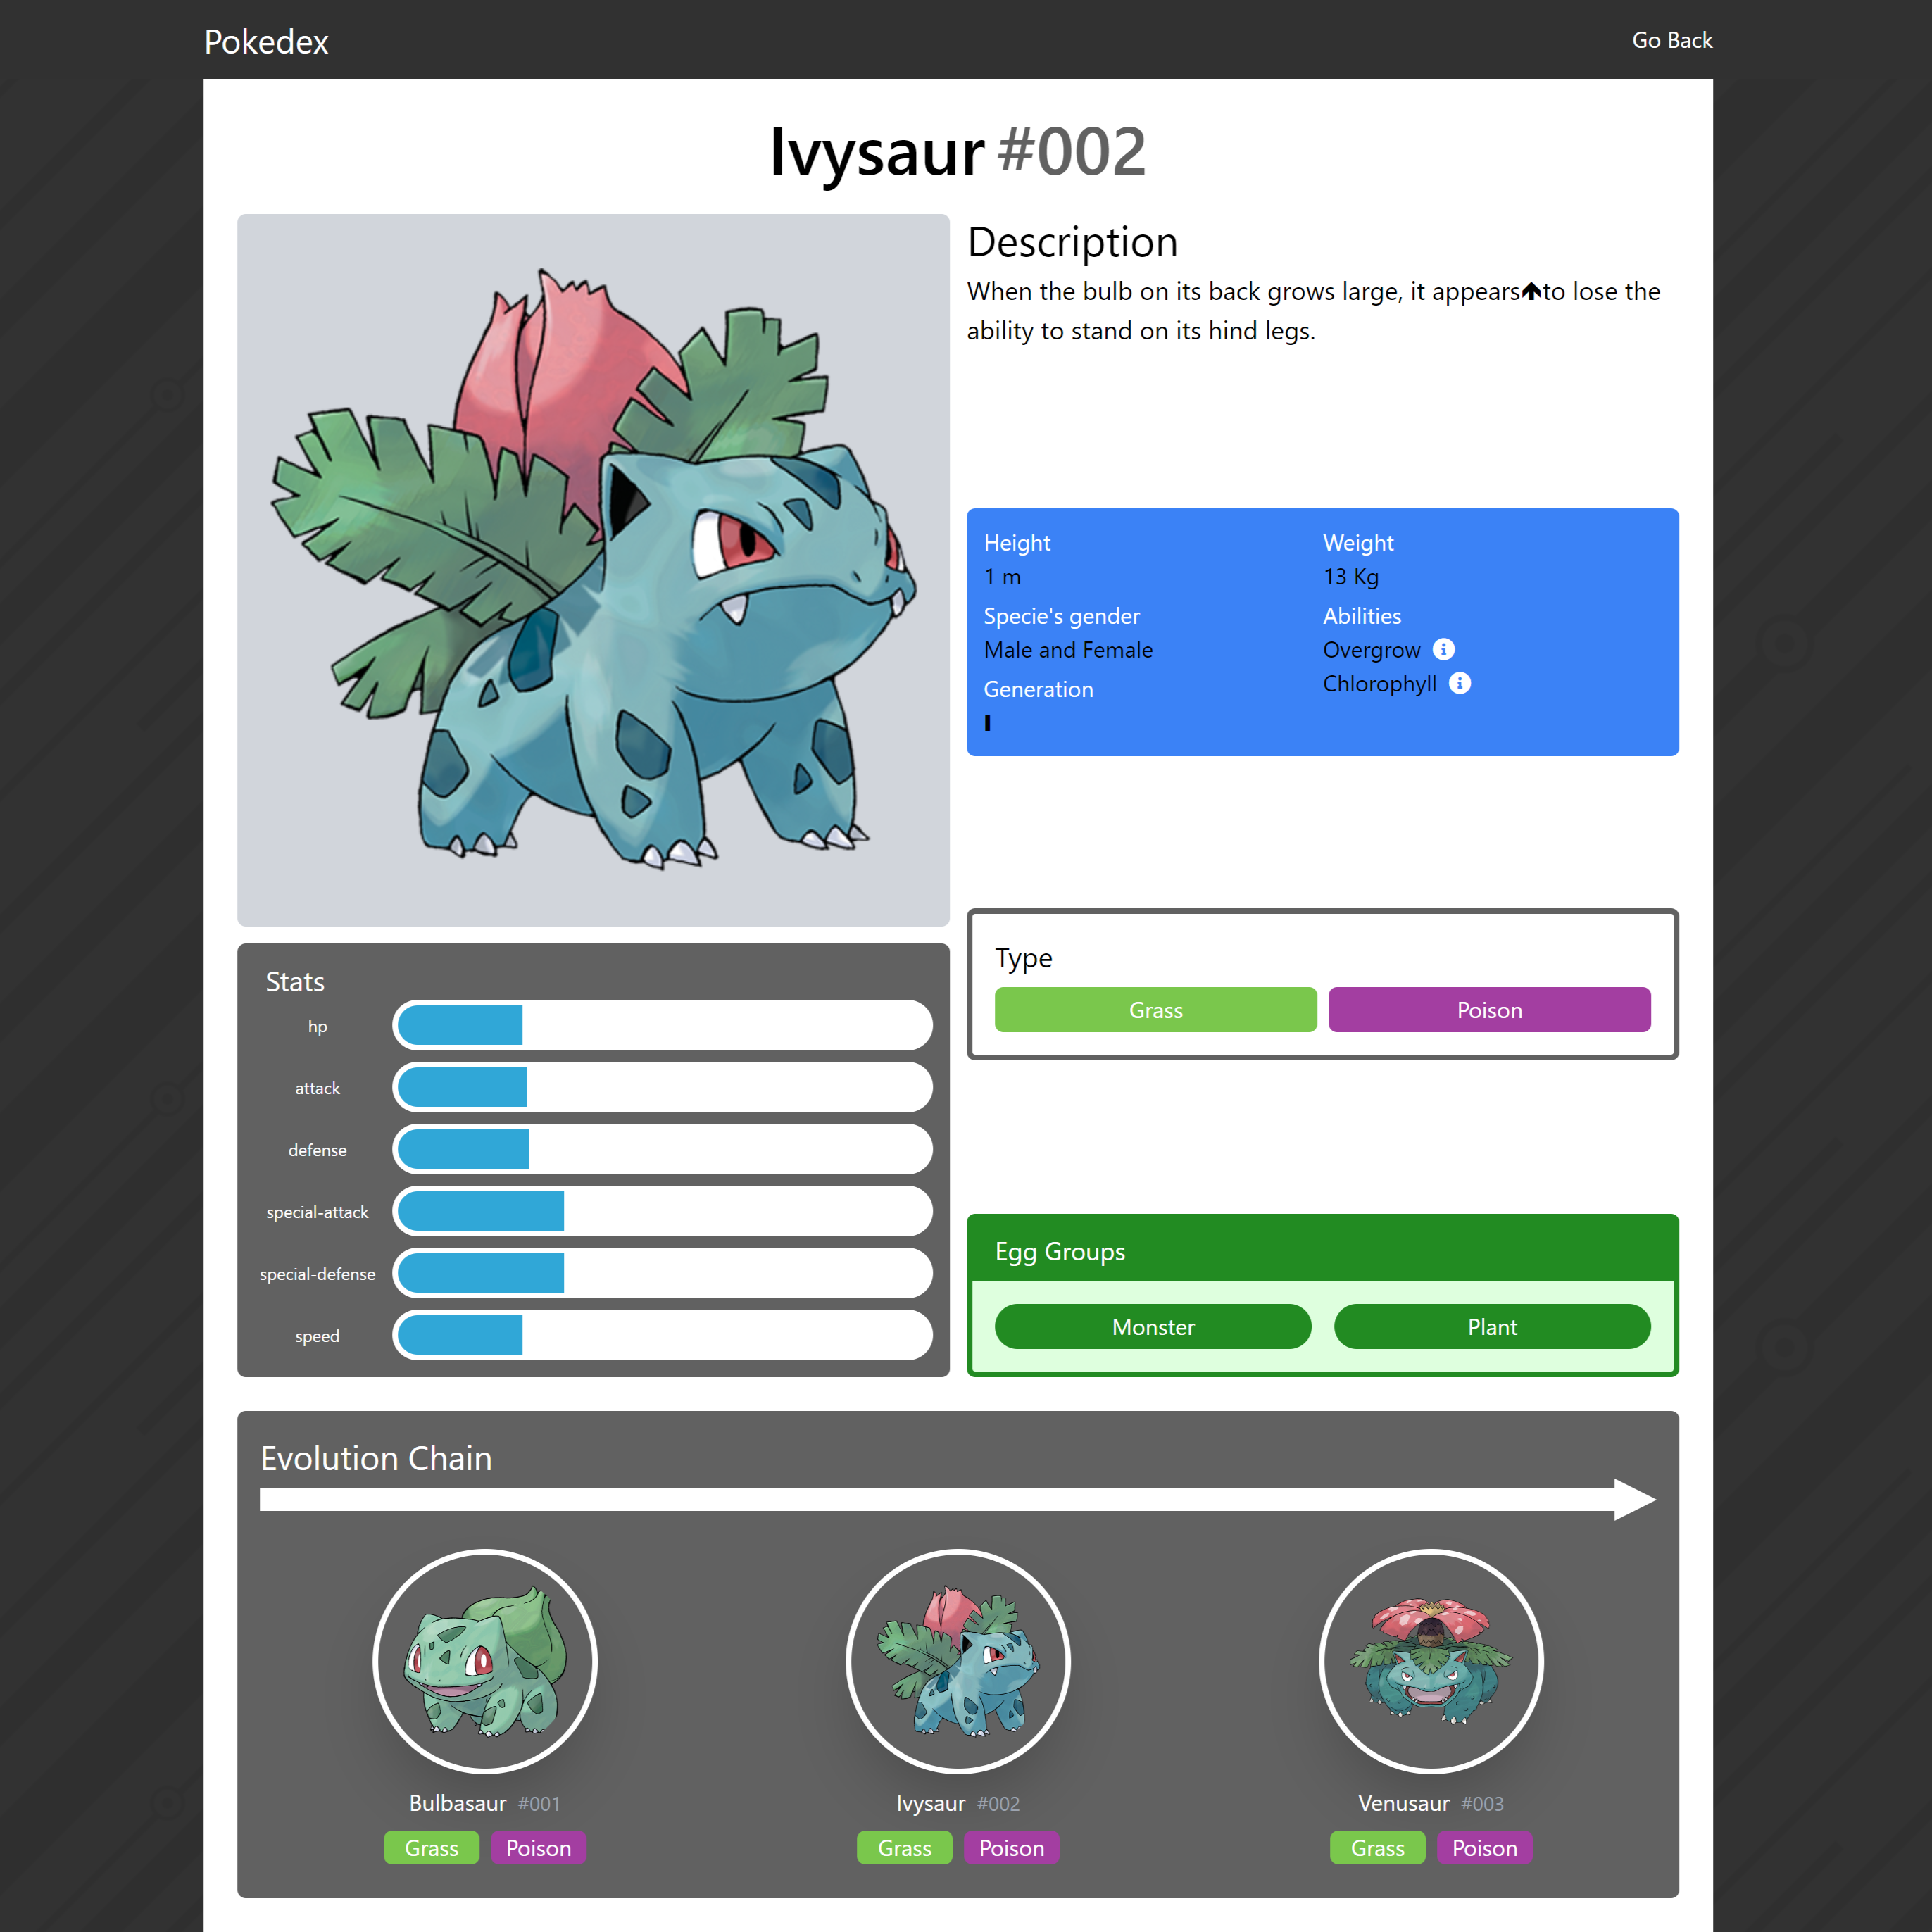 Pokedex
Go Back
Ivysaur #002
Description
When the bulb on its back grows large, it appears🡅to lose the
ability to stand on its hind legs.
Height
1 m
Weight
13 Kg
Specie's gender
Male and Female
Abilities
Overgrow
Chlorophyll
Generation
I
Type
Grass
Poison
Stats
hp
attack
defense
special-attack
special-defense
speed
Egg Groups
Monster
Plant
Evolution Chain
Bulbasaur #001
Grass
Poison
Ivysaur #002
Grass
Poison
Venusaur #003
Grass
Poison